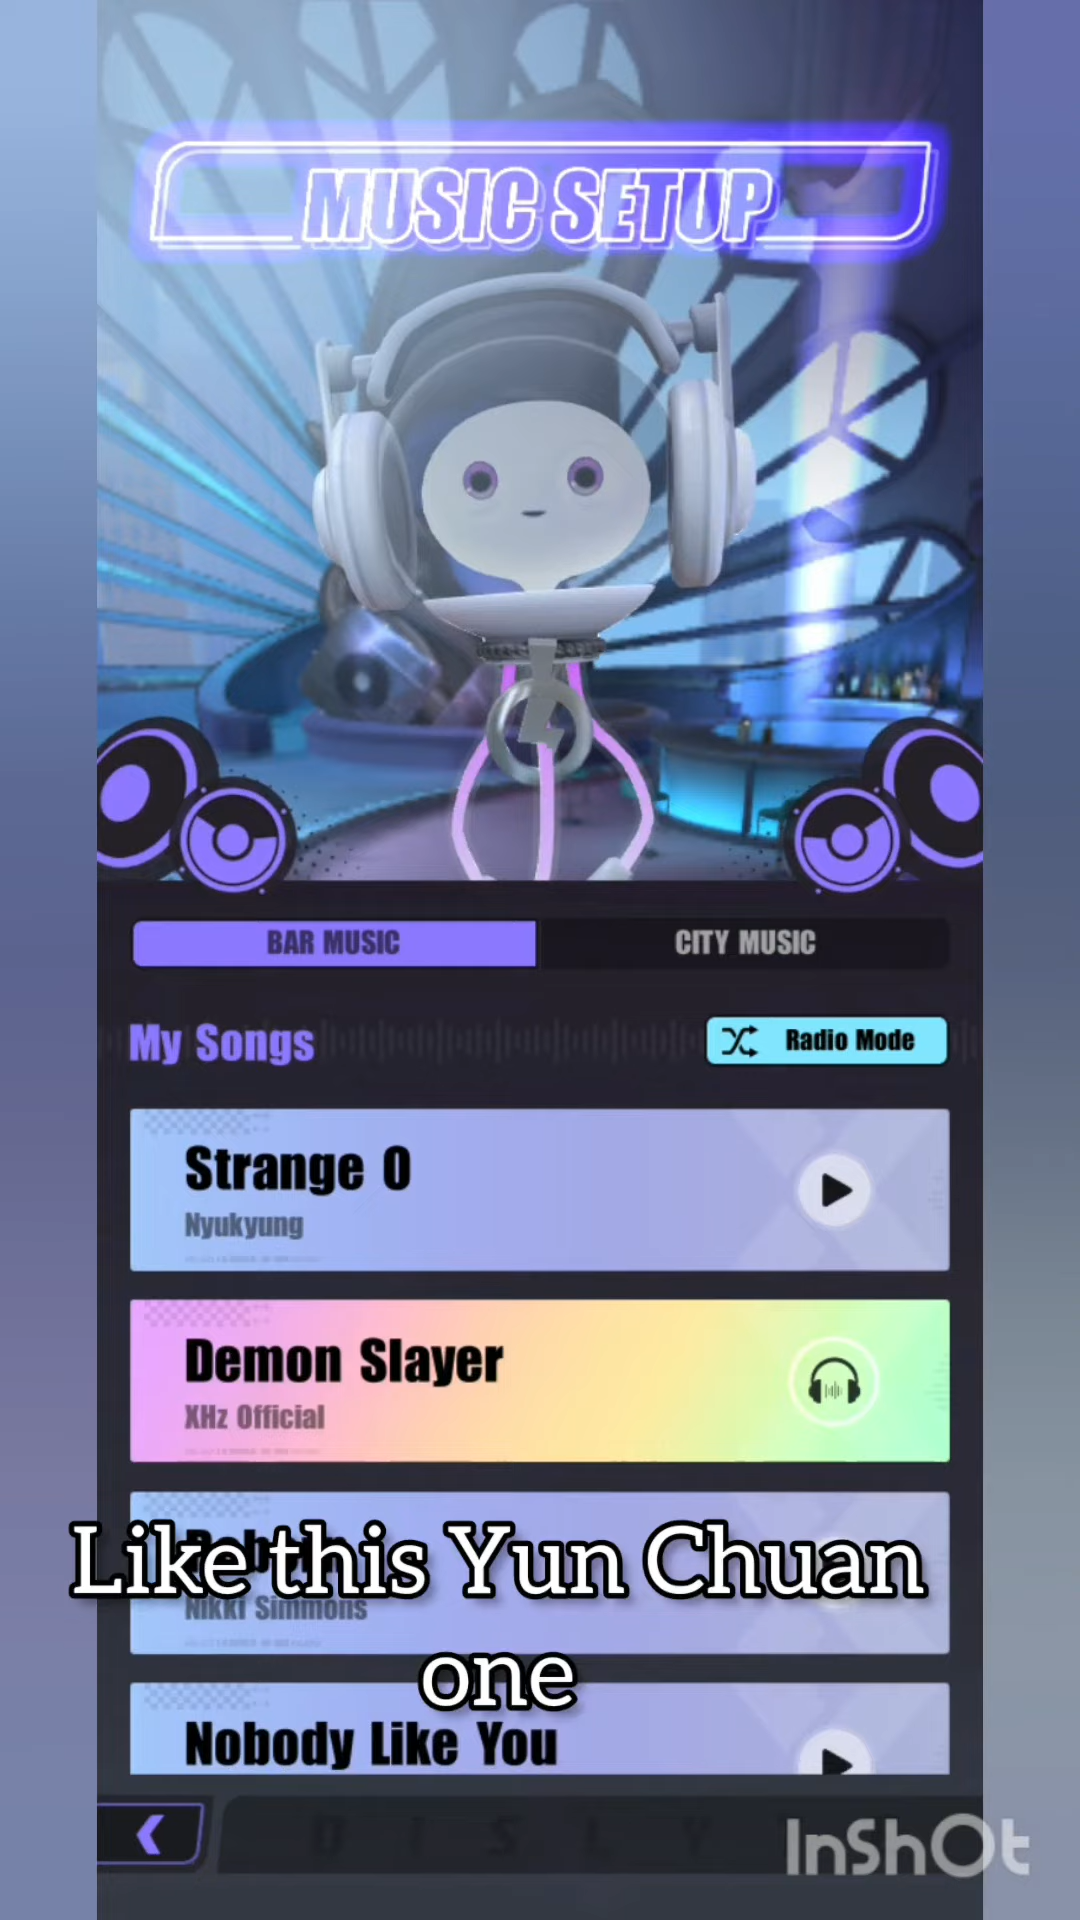 MUSIC SETUP
BAR MUSIC
CITY MUSIC
My Songs
Radio Mode
Strange O
Nyukyung
Demon Slayer
XHz Official
Like this Yun Chuan
Nikki Simmons
one
Nobody Like You
D I S L Y
InShOt